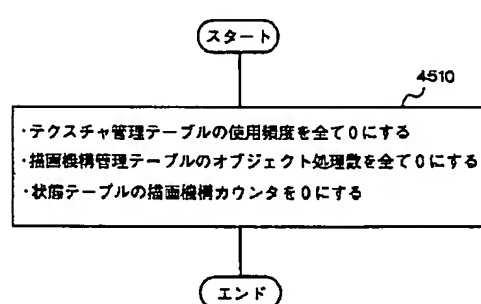 スタート
4510
・テクスチャ管理テーブルの使用頻度を全て0にする
・描画機構管理テーブルのオブジェクト処理数を全て0にする
・状態テーブルの描画機構カウンタを0にする
エンド